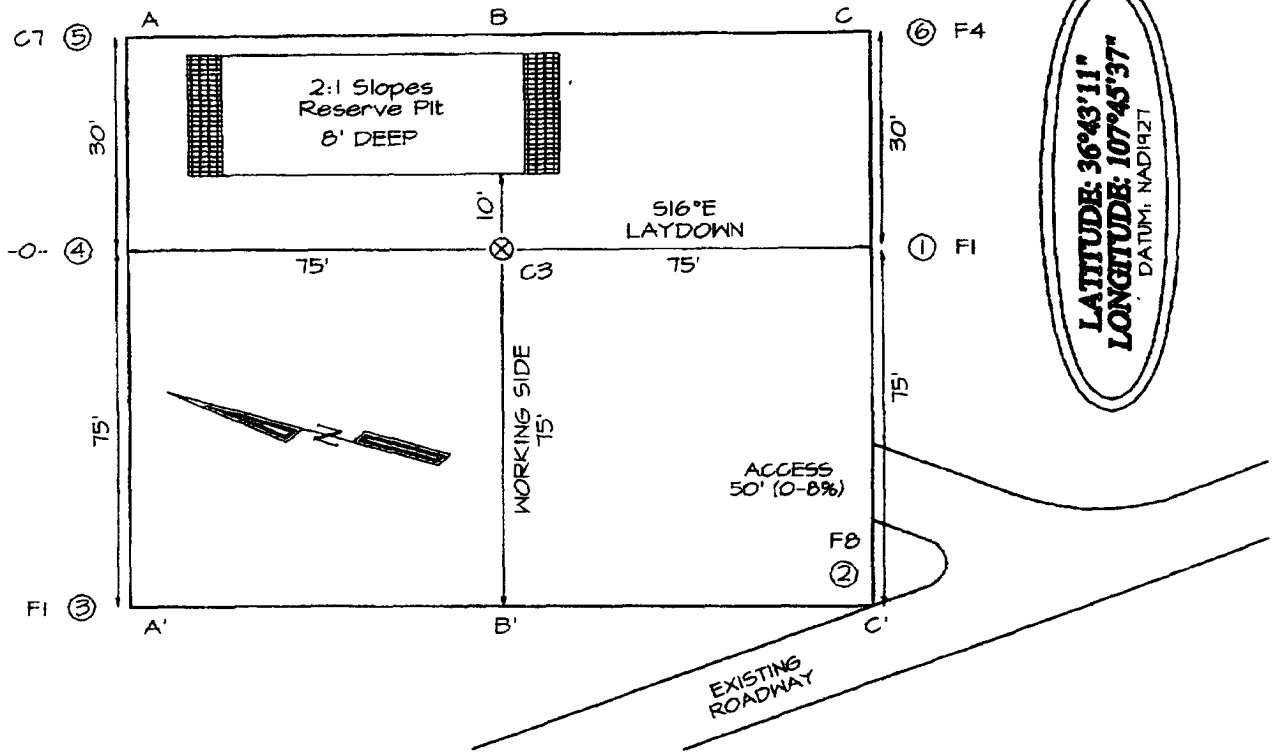 A
B
C
C7 ⑤
⑥ F4
2:1 Slopes
Reserve Pit
8' DEEP
30'
30'
10'
S16°E
LAYDOWN
-0- ④
75'
C3
75'
① F1
LATITUDE: 36°43'11"
LONGITUDE: 107°45'37"
DATUM: NAD1927
N
75'
WORKING SIDE
75'
75'
ACCESS
50' (0-8%)
F8
②
F1 ③
A'
B'
C'
EXISTING
ROADWAY